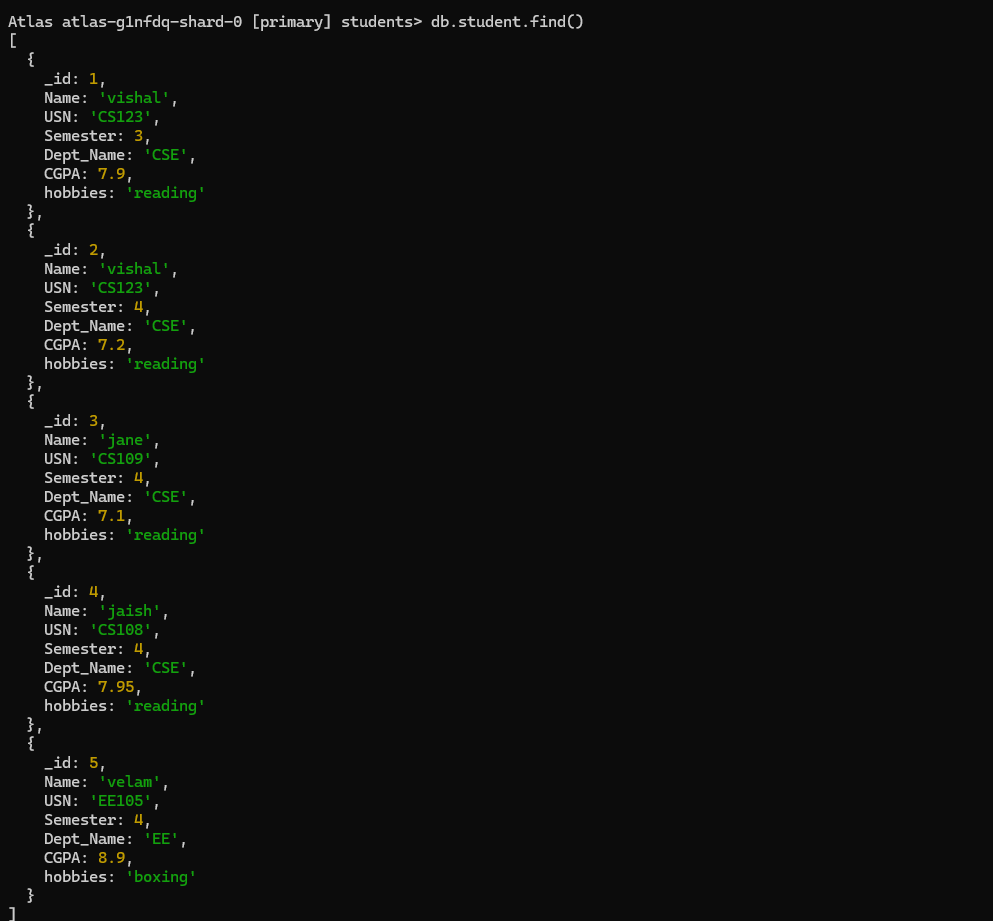 Atlas atlas-g1nfdq-shard-0 [primary] students> db.student.find()
[
  {
    _id: 1,
    Name: 'vishal',
    USN: 'CS123',
    Semester: 3,
    Dept_Name: 'CSE',
    CGPA: 7.9,
    hobbies: 'reading'
  },
  {
    _id: 2,
    Name: 'vishal',
    USN: 'CS123',
    Semester: 4,
    Dept_Name: 'CSE',
    CGPA: 7.2,
    hobbies: 'reading'
  },
  {
    _id: 3,
    Name: 'jane',
    USN: 'CS109',
    Semester: 4,
    Dept_Name: 'CSE',
    CGPA: 7.1,
    hobbies: 'reading'
  },
  {
    _id: 4,
    Name: 'jaish',
    USN: 'CS108',
    Semester: 4,
    Dept_Name: 'CSE',
    CGPA: 7.95,
    hobbies: 'reading'
  },
  {
    _id: 5,
    Name: 'velam',
    USN: 'EE105',
    Semester: 4,
    Dept_Name: 'EE',
    CGPA: 8.9,
    hobbies: 'boxing'
  }
]